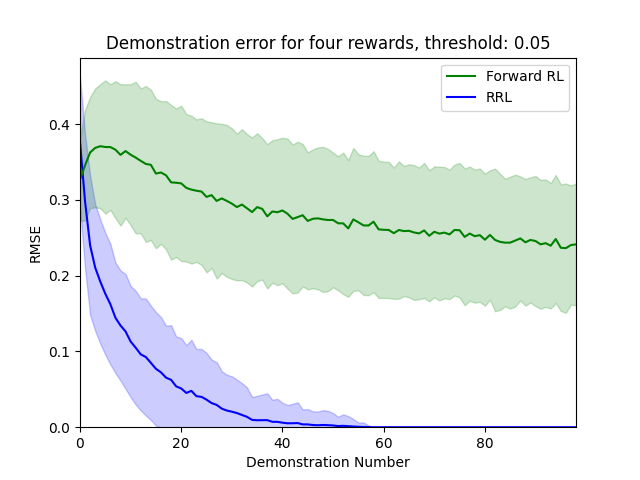 Demonstration error for four rewards, threshold: 0.05
Forward RL
RRL
RMSE
0.4
0.3
0.2
0.1
0.0
0 20 40 60 80
Demonstration Number